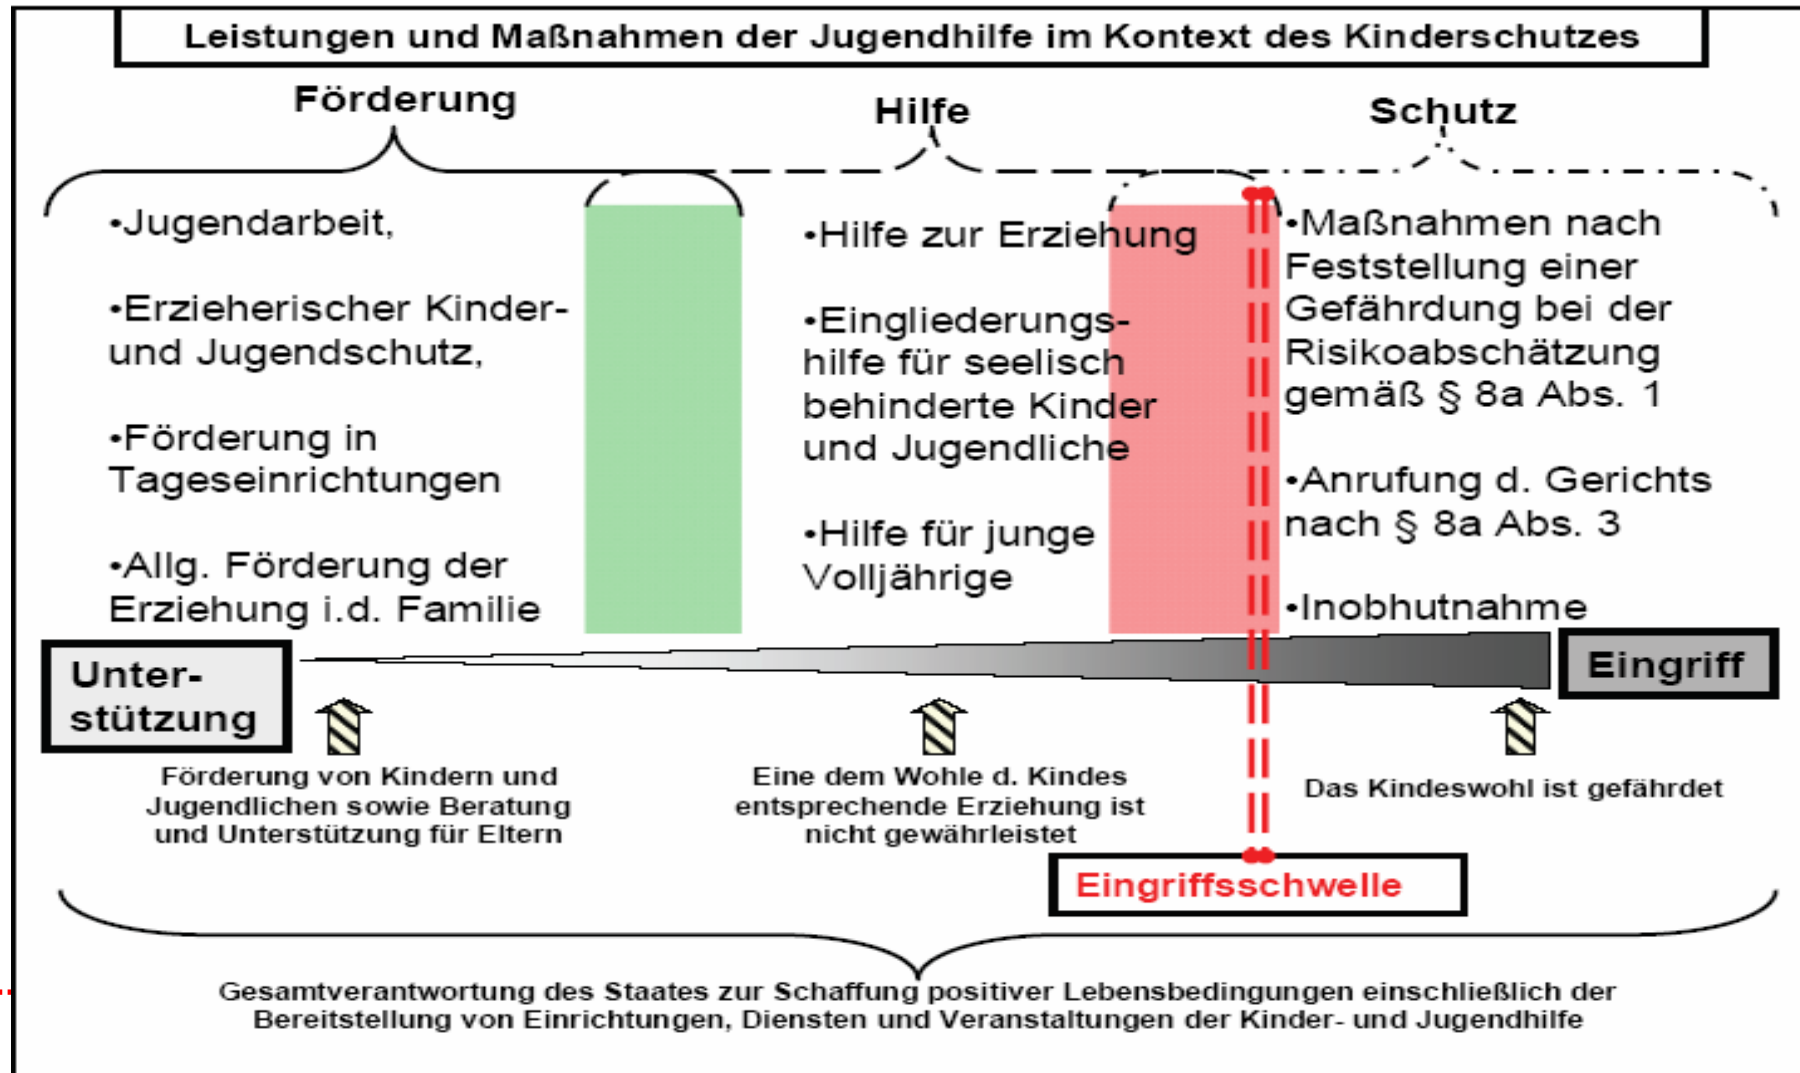 Leistungen und Maßnahmen der Jugendhilfe im Kontext des Kinderschutzes
Förderung
•Jugendarbeit,
•Erzieherischer Kinder-
und Jugendschutz,
•Förderung in
Tageseinrichtungen
•Allg. Förderung der
Erziehung i.d. Familie
Hilfe
•Hilfe zur Erziehung
•Eingliederungs-
hilfe für seelisch
behinderte Kinder
und Jugendliche
•Hilfe für junge
Volljährige
Schutz
•Maßnahmen nach
Feststellung einer
Gefährdung bei der
Risikoabschätzung
gemäß § 8a Abs. 1
•Anrufung d. Gerichts
nach § 8a Abs. 3
•Inobhutnahme
Unter-
stützung
Eingriff
Förderung von Kindern und
Jugendlichen sowie Beratung
und Unterstützung für Eltern
Eine dem Wohle d. Kindes
entsprechende Erziehung ist
nicht gewährleistet
Das Kindeswohl ist gefährdet
Eingriffsschwelle
Gesamtverantwortung des Staates zur Schaffung positiver Lebensbedingungen einschließlich der
Bereitstellung von Einrichtungen, Diensten und Veranstaltungen der Kinder- und Jugendhilfe